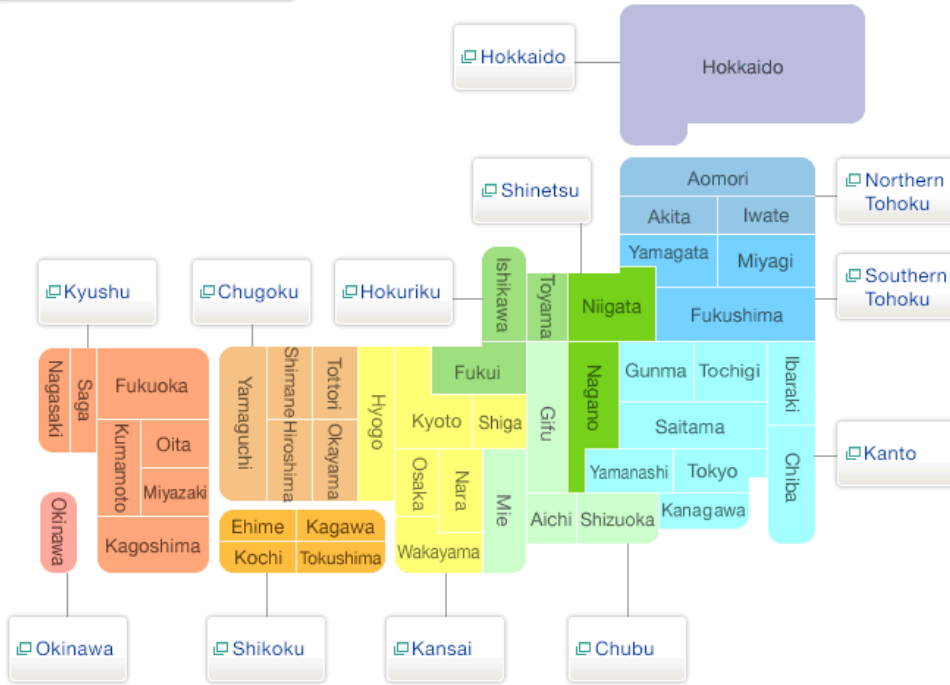 Hokkaido
Hokkaido
Shinetsu
Aomori
Northern
Tohoku
Akita
Iwate
Yamagata
Miyagi
Southern
Tohoku
Kyushu
Chugoku
Hokuriku
Ishikawa
Toyama
Niigata
Fukushima
Nagasaki
Saga
Fukuoka
Yamaguchi
Shimane
Tottori
Hyogo
Fukui
Gifu
Nagano
Gunma
Tochigi
Ibaraki
Kumamoto
Oita
Hiroshima
Okayama
Kyoto
Shiga
Saitama
Kanto
Miyazaki
Osaka
Nara
Mie
Yamanashi
Tokyo
Chiba
Okinawa
Kagoshima
Ehime
Kagawa
Aichi
Shizuoka
Kanagawa
Kochi
Tokushima
Wakayama
Okinawa
Shikoku
Kansai
Chubu